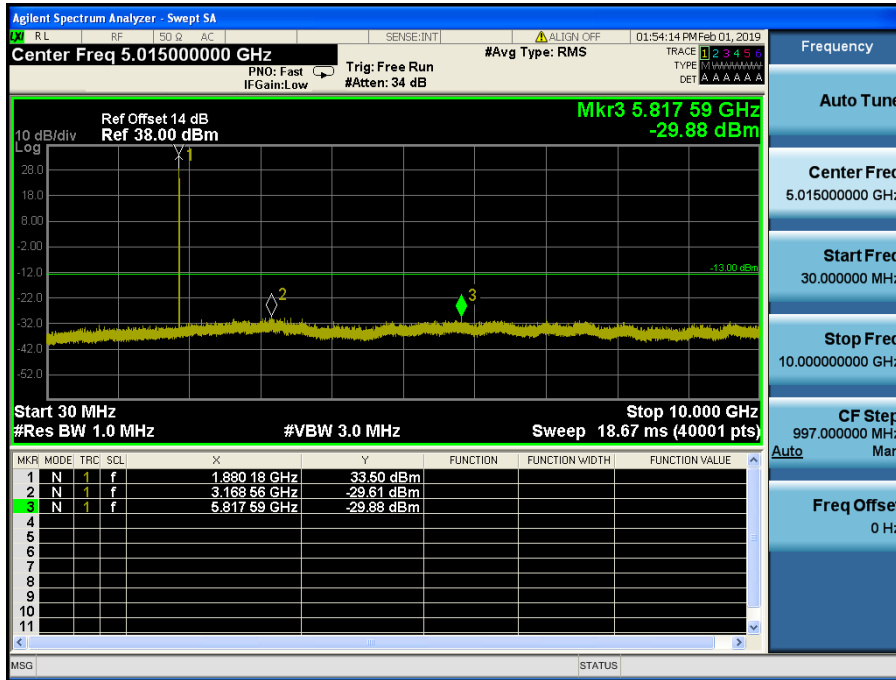 Agilent Spectrum Analyzer - Swept SA
LXI RL RF 50 Ω AC SENSE:INT ALIGN OFF 01:54:14 PM Feb 01, 2019
Center Freq 5.015000000 GHz
PNO: Fast
IFGain:Low
Trig: Free Run
#Atten: 34 dB
#Avg Type: RMS
TRACE 1 2 3 4 5 6
TYPE M WWWWW
DET A A A A A A
Mkr3 5.817 59 GHz
-29.88 dBm
Ref Offset 14 dB
10 dB/div Ref 38.00 dBm
Log
1
28.0
18.0
8.00
-2.00
-12.0
-13.00 dBm
-22.0
2
3
-32.0
-42.0
-52.0
Start 30 MHz Stop 10.000 GHz
#Res BW 1.0 MHz #VBW 3.0 MHz Sweep 18.67 ms (40001 pts)
MKR MODE TRC SCL X Y FUNCTION FUNCTION WIDTH FUNCTION VALUE
1 N 1 f 1.880 18 GHz 33.50 dBm
2 N 1 f 3.168 56 GHz -29.61 dBm
3 N 1 f 5.817 59 GHz -29.88 dBm
4
5
6
7
8
9
10
11
MSG STATUS
Frequency
Auto Tune
Center Freq
5.015000000 GHz
Start Freq
30.000000 MHz
Stop Freq
10.000000000 GHz
CF Step
997.000000 MHz
Auto Man
Freq Offset
0 Hz